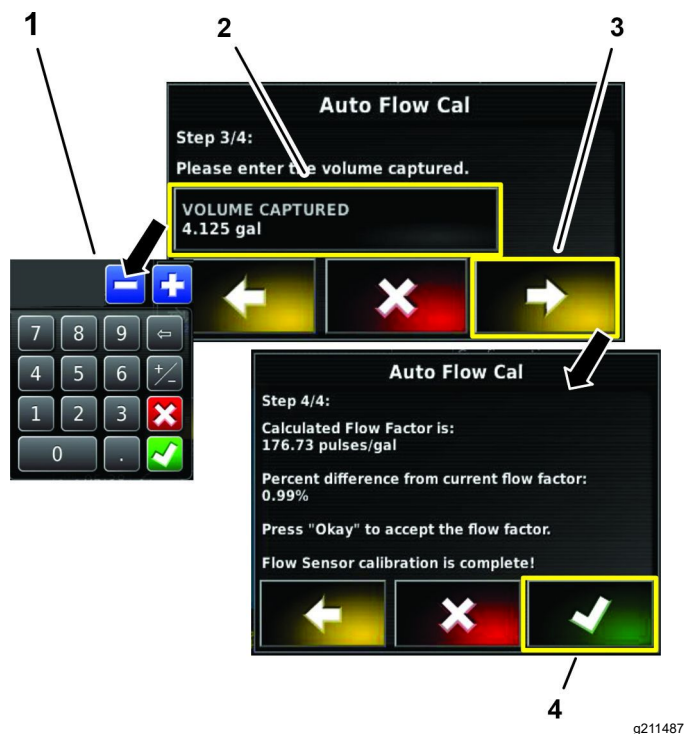 1
2
3
Auto Flow Cal
Step 3/4:
Please enter the volume captured.
VOLUME CAPTURED
4.125 gal
7 8 9
4 5 6 +/-
1 2 3
0 .
Auto Flow Cal
Step 4/4:
Calculated Flow Factor is:
176.73 pulses/gal
Percent difference from current flow factor:
0.99%
Press "Okay" to accept the flow factor.
Flow Sensor calibration is complete!
4
g211487